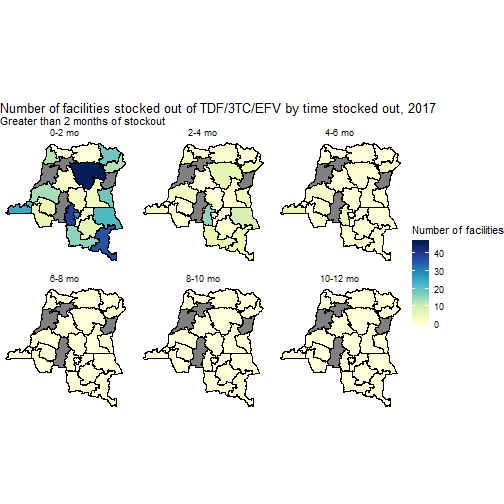 Number of facilities stocked out of TDF/3TC/EFV by time stocked out, 2017
Greater than 2 months of stockout
0-2 mo
2-4 mo
4-6 mo
Number of facilities
40
30
20
10
0
6-8 mo
8-10 mo
10-12 mo